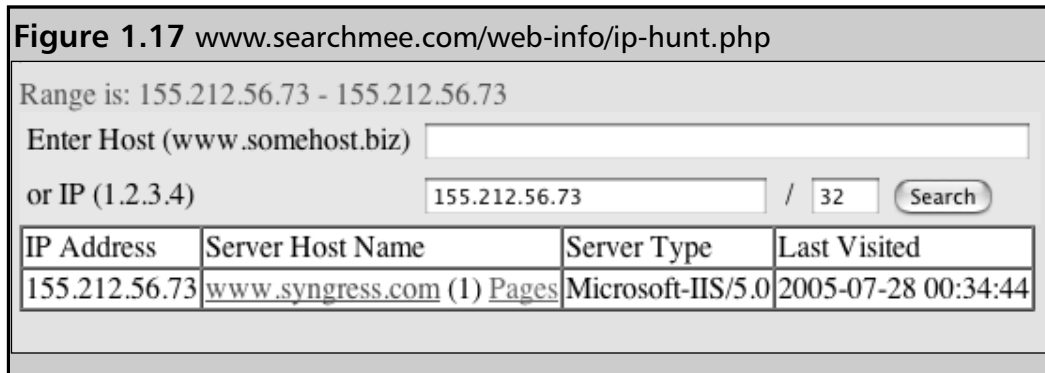 Figure 1.17 www.searchmee.com/web-info/ip-hunt.php
Range is: 155.212.56.73 - 155.212.56.73
Enter Host (www.somehost.biz)
or IP (1.2.3.4) 155.212.56.73 / 32 Search
IP Address Server Host Name Server Type Last Visited
155.212.56.73 www.syngress.com (1) Pages Microsoft-IIS/5.0 2005-07-28 00:34:44